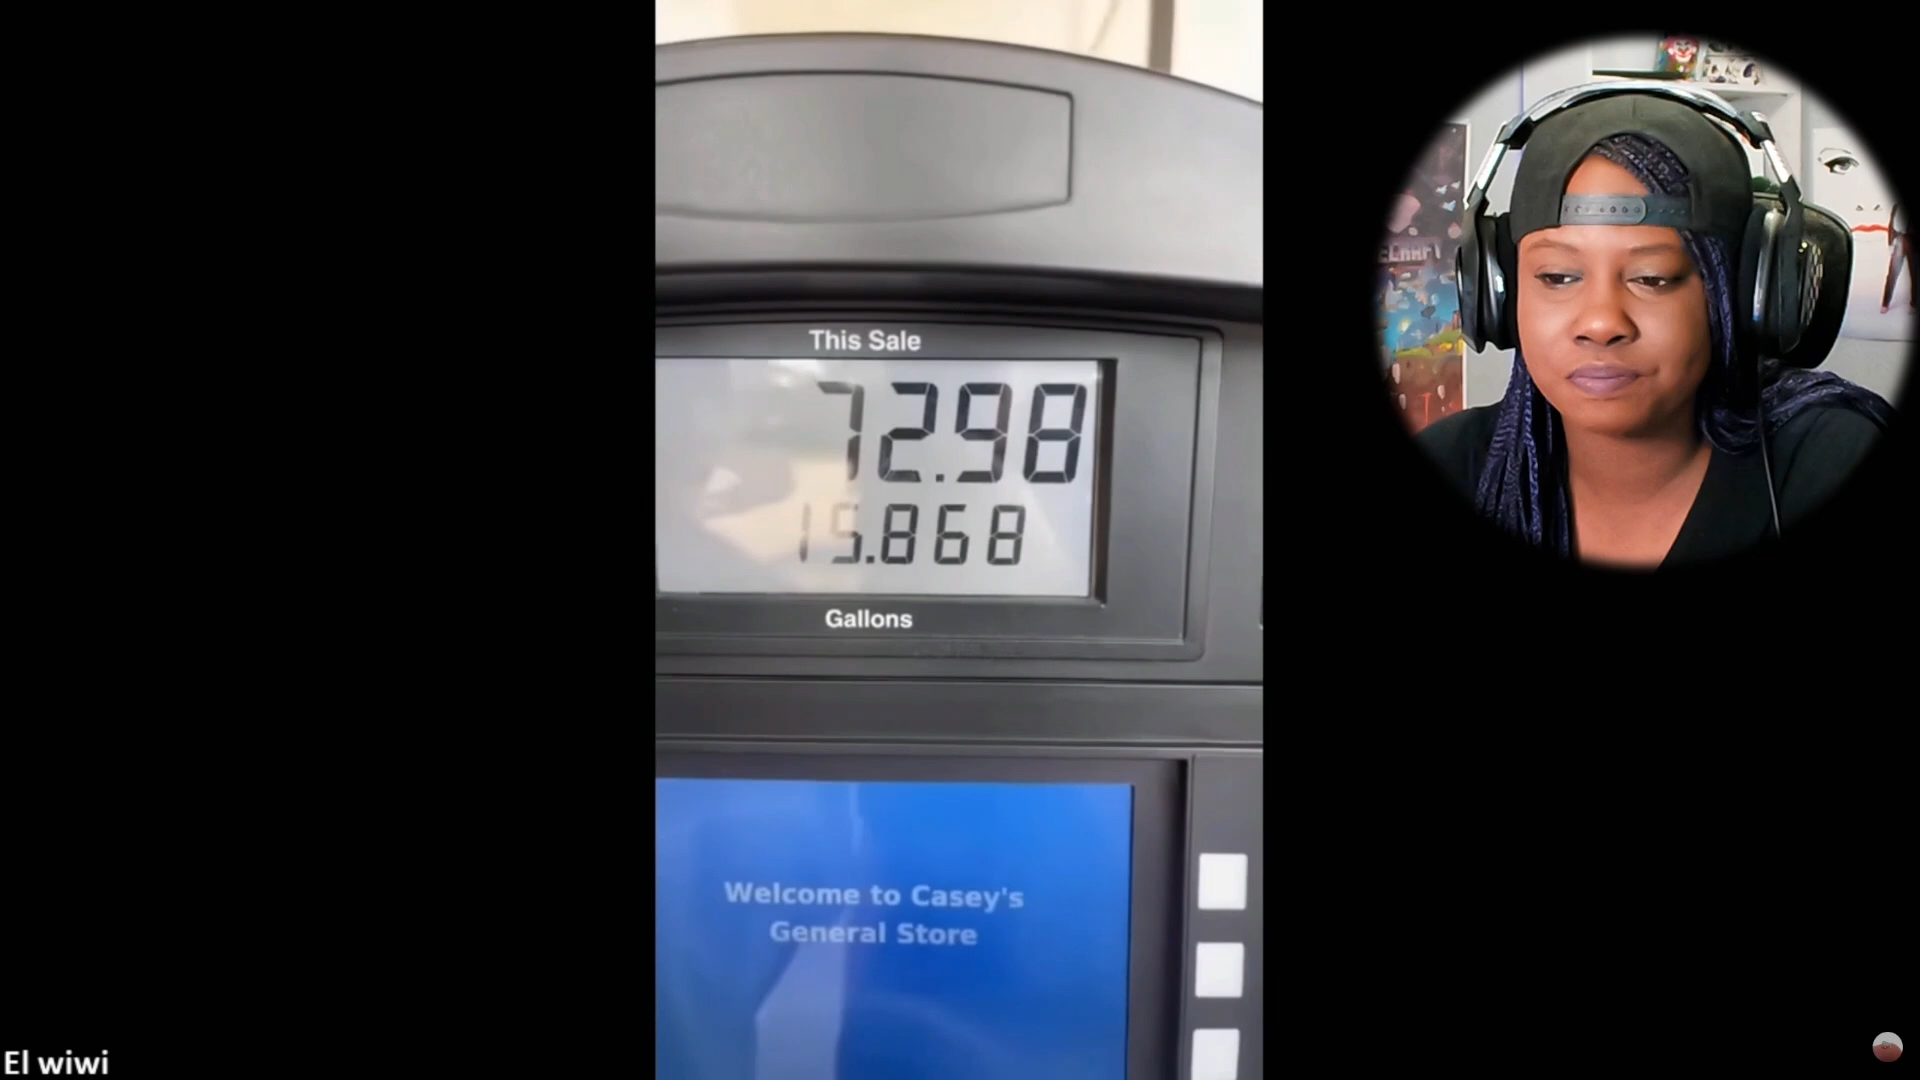 This Sale
72.98
15.868
Gallons
Welcome to Casey's
General Store
El wiwi